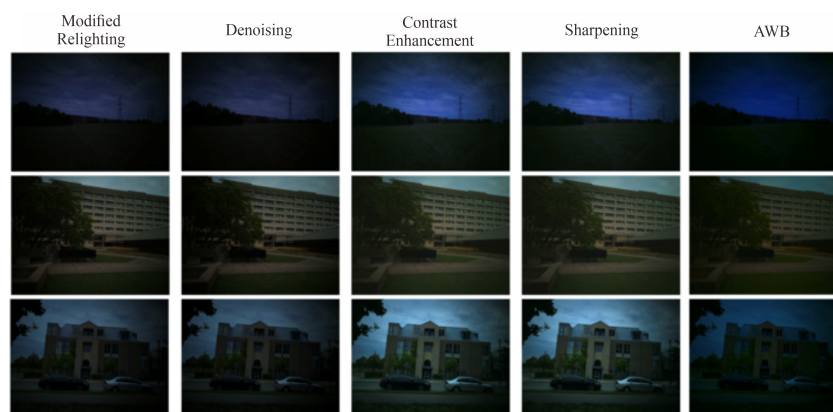 Modified
Relighting
Denoising
Contrast
Enhancement
Sharpening
AWB